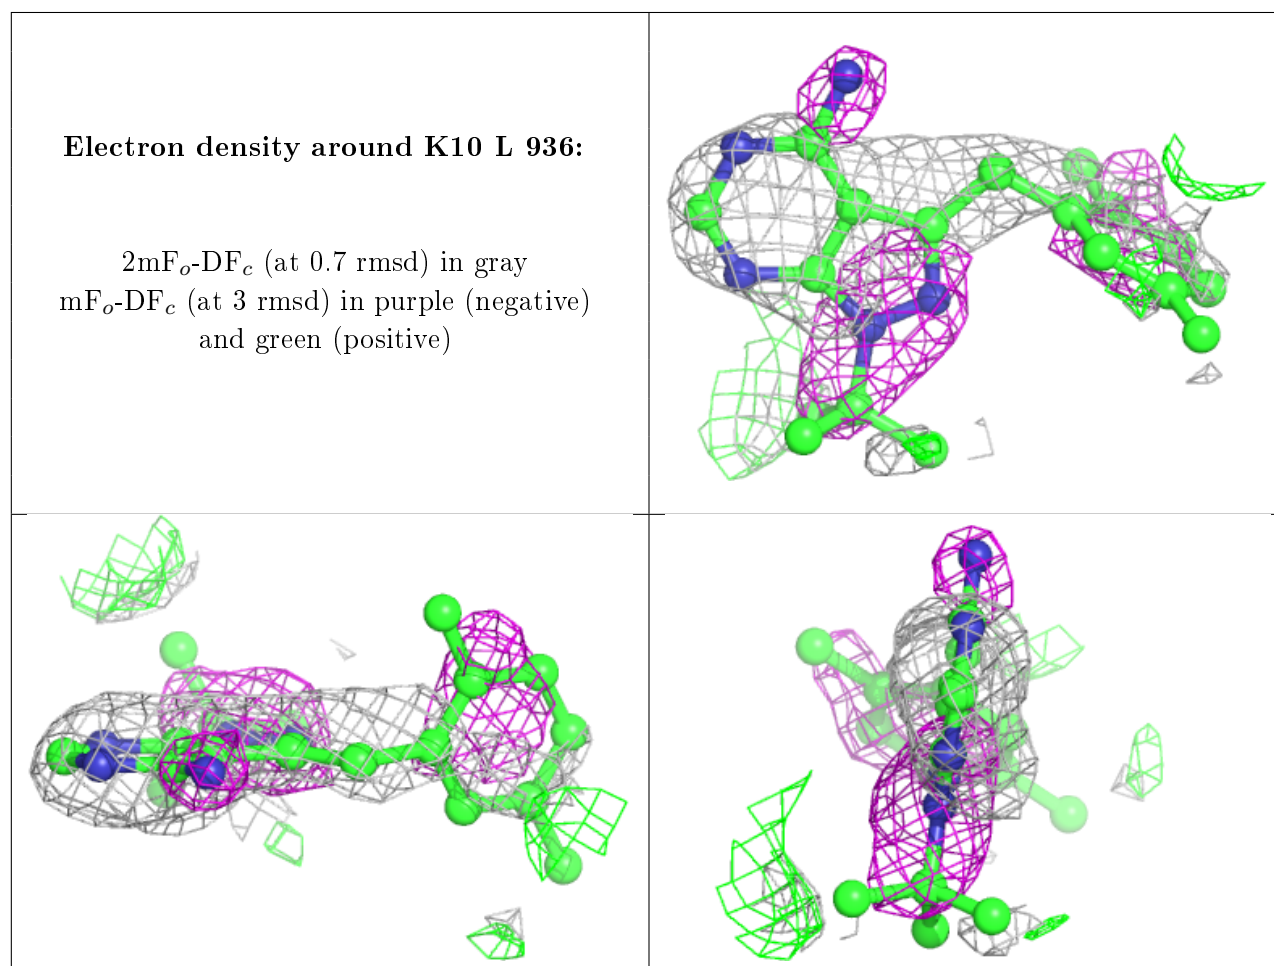 Electron density around K10 L 936:
2mFo-DFc (at 0.7 rmsd) in gray
mFo-DFc (at 3 rmsd) in purple (negative)
and green (positive)